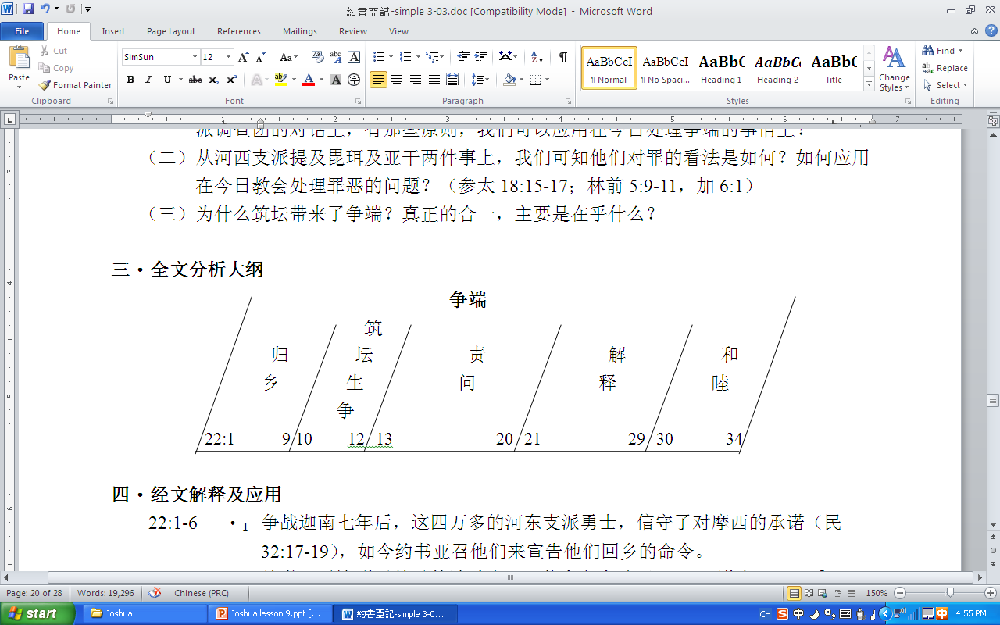 約書亞記-simple 3-03.doc [Compatibility Mode] - Microsoft Word
File Home Insert Page Layout References Mailings Review View
Paste
Cut
Copy
Format Painter
SimSun 12
AaBbCcI AaBbCcI AaBbC AaBbCc AaBbC
¶ Normal ¶ No Spaci... Heading 1 Heading 2 Title
Change Styles
Find
Replace
Select
Clipboard Font Paragraph Styles Editing
派调查团的对话上，有那些原则，我们可以应用在今日处理争端的事情上？
（二）从河西支派提及毘珥及亚干两件事上，我们可知他们对罪的看法是如何？如何应用
在今日教会处理罪恶的问题？（参太 18:15-17；林前 5:9-11，加 6:1）
（三）为什么筑坛带来了争端？真正的合一，主要是在乎什么？
三·全文分析大纲
争端
归乡
筑坛生争
责问
解释
和睦
22:1 9 10 12 13 20 21 29 30 34
四·经文解释及应用
22:1-6 ·1 争战迦南七年后，这四万多的河东支派勇士，信守了对摩西的承诺（民
32:17-19），如今约书亚召他们来宣告他们回乡的命令。
Page: 20 of 28 Words: 19,296 Chinese (PRC) 150%
start Joshua Joshua lesson 9.ppt [... 約書亞記-simple 3-0... CH 中 4:55 PM